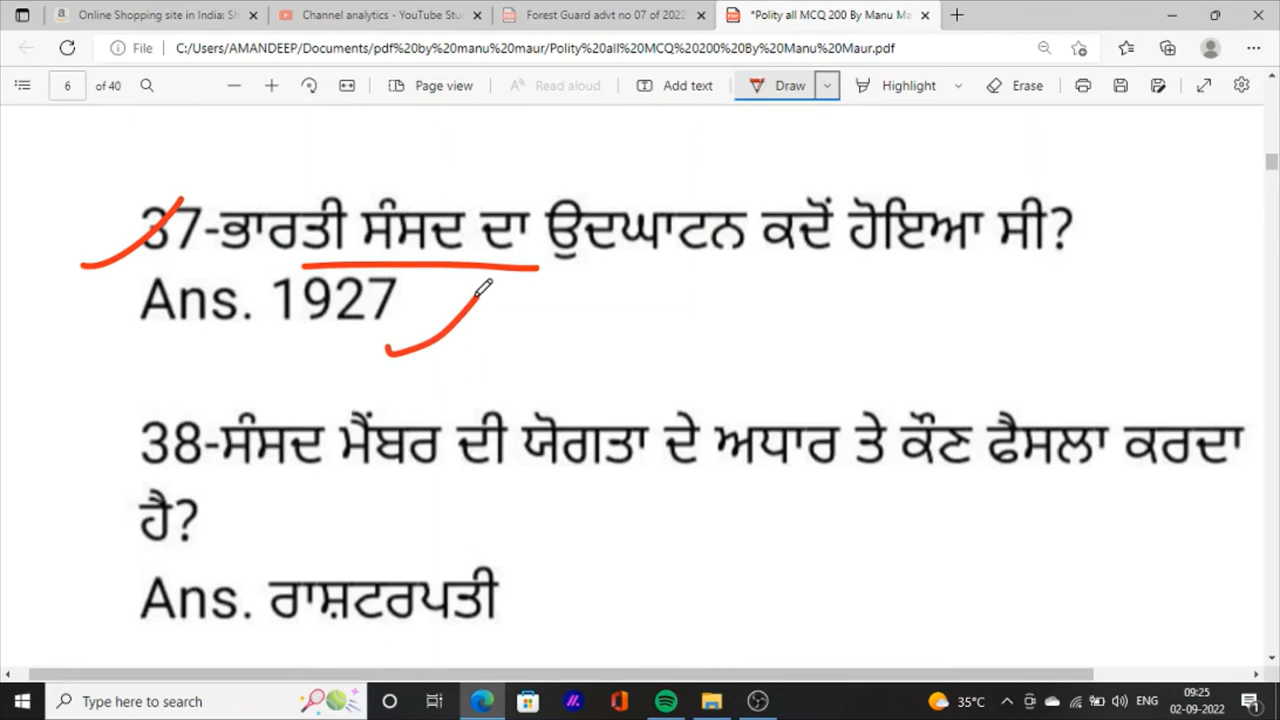 Online Shopping site in India: Sh
Channel analytics - YouTube Stu
Forest Guard advt no 07 of 2022
*Polity all MCQ 200 By Manu Ma
File
C:/Users/AMANDEEP/Documents/pdf%20by%20manu%20maur/Polity%20all%20MCQ%20200%20By%20Manu%20Maur.pdf
6 of 40
Page view
Read aloud
Add text
Draw
Highlight
Erase
37-ਭਾਰਤੀ ਸੰਸਦ ਦਾ ਉਦਘਾਟਨ ਕਦੋਂ ਹੋਇਆ ਸੀ?
Ans. 1927
38-ਸੰਸਦ ਮੈਂਬਰ ਦੀ ਯੋਗਤਾ ਦੇ ਅਧਾਰ ਤੇ ਕੌਣ ਫੈਸਲਾ ਕਰਦਾ
ਹੈ?
Ans. ਰਾਸ਼ਟਰਪਤੀ
Type here to search
35°C
ENG
09:25
02-09-2022
1